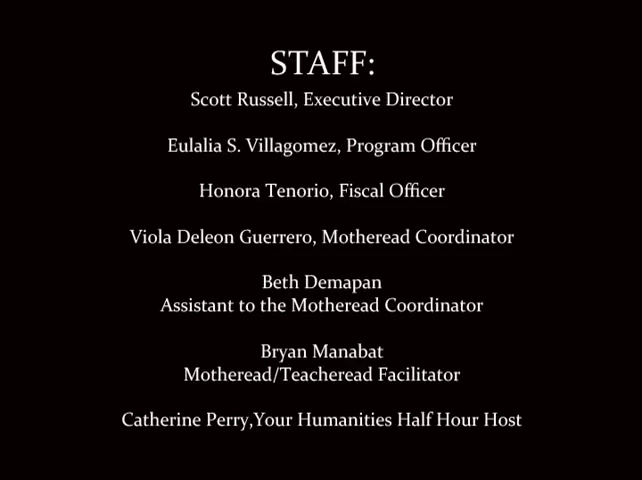 STAFF:
Scott Russell, Executive Director
Eulalia S. Villagomez, Program Officer
Honora Tenorio, Fiscal Officer
Viola Deleon Guerrero, Motheread Coordinator
Beth Demapan
Assistant to the Motheread Coordinator
Bryan Manabat
Motheread/Teacheread Facilitator
Catherine Perry,Your Humanities Half Hour Host